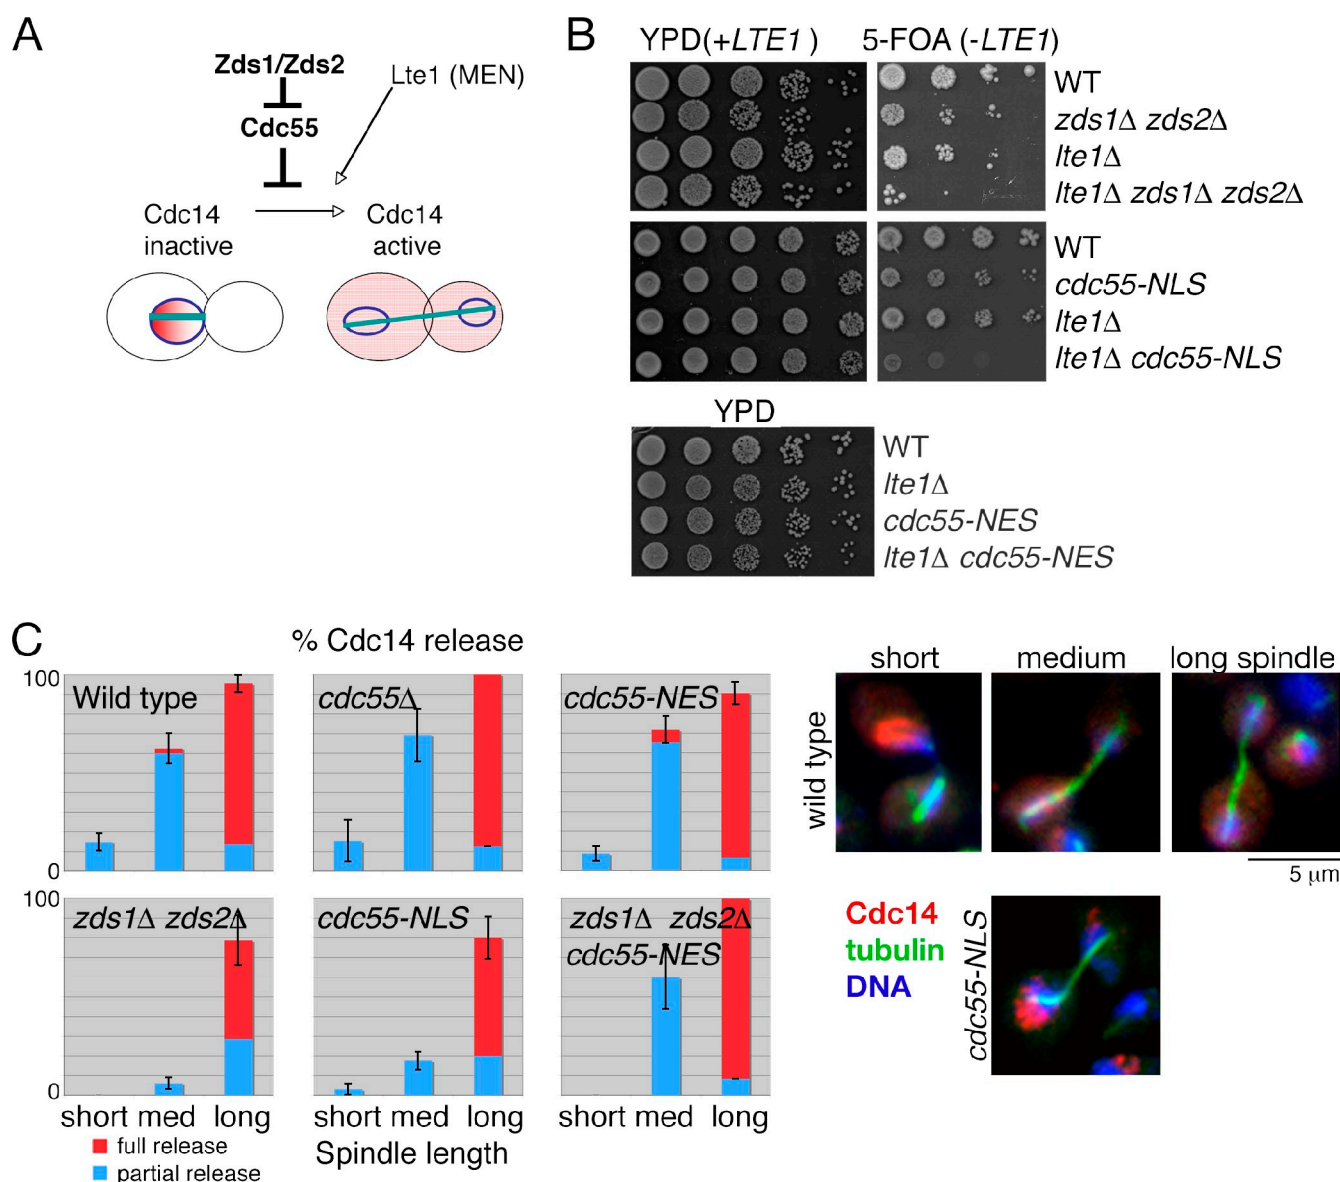 A
Zds1/Zds2
Lte1 (MEN)
Cdc55
Cdc14
inactive
Cdc14
active
B
YPD(+LTE1 )
5-FOA (-LTE1)
WT
zds1Δ zds2Δ
lte1Δ
lte1Δ zds1Δ zds2Δ
WT
cdc55-NLS
lte1Δ
lte1Δ cdc55-NLS
YPD
WT
lte1Δ
cdc55-NES
lte1Δ cdc55-NES
C
% Cdc14 release
100
Wild type
cdc55Δ
cdc55-NES
0
100
zds1Δ zds2Δ
cdc55-NLS
zds1Δ zds2Δ
cdc55-NES
0
short med long
short med long
short med long
Spindle length
full release
partial release
short
medium
long spindle
wild type
5 μm
Cdc14
tubulin
DNA
cdc55-NLS